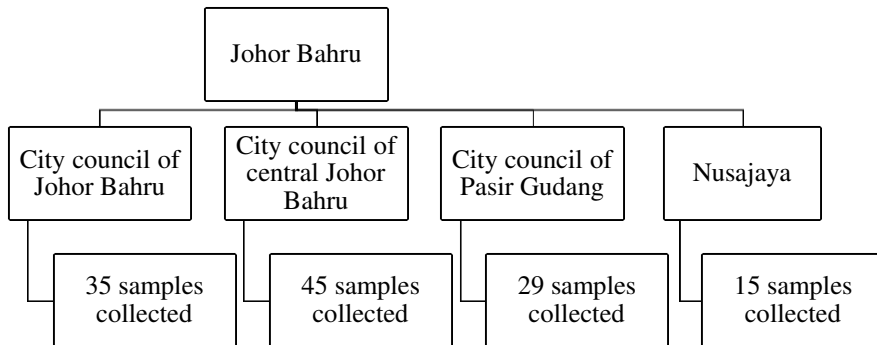 Johor Bahru
City council of
Johor Bahru
City council of
central Johor
Bahru
City council of
Pasir Gudang
Nusajaya
35 samples
collected
45 samples
collected
29 samples
collected
15 samples
collected